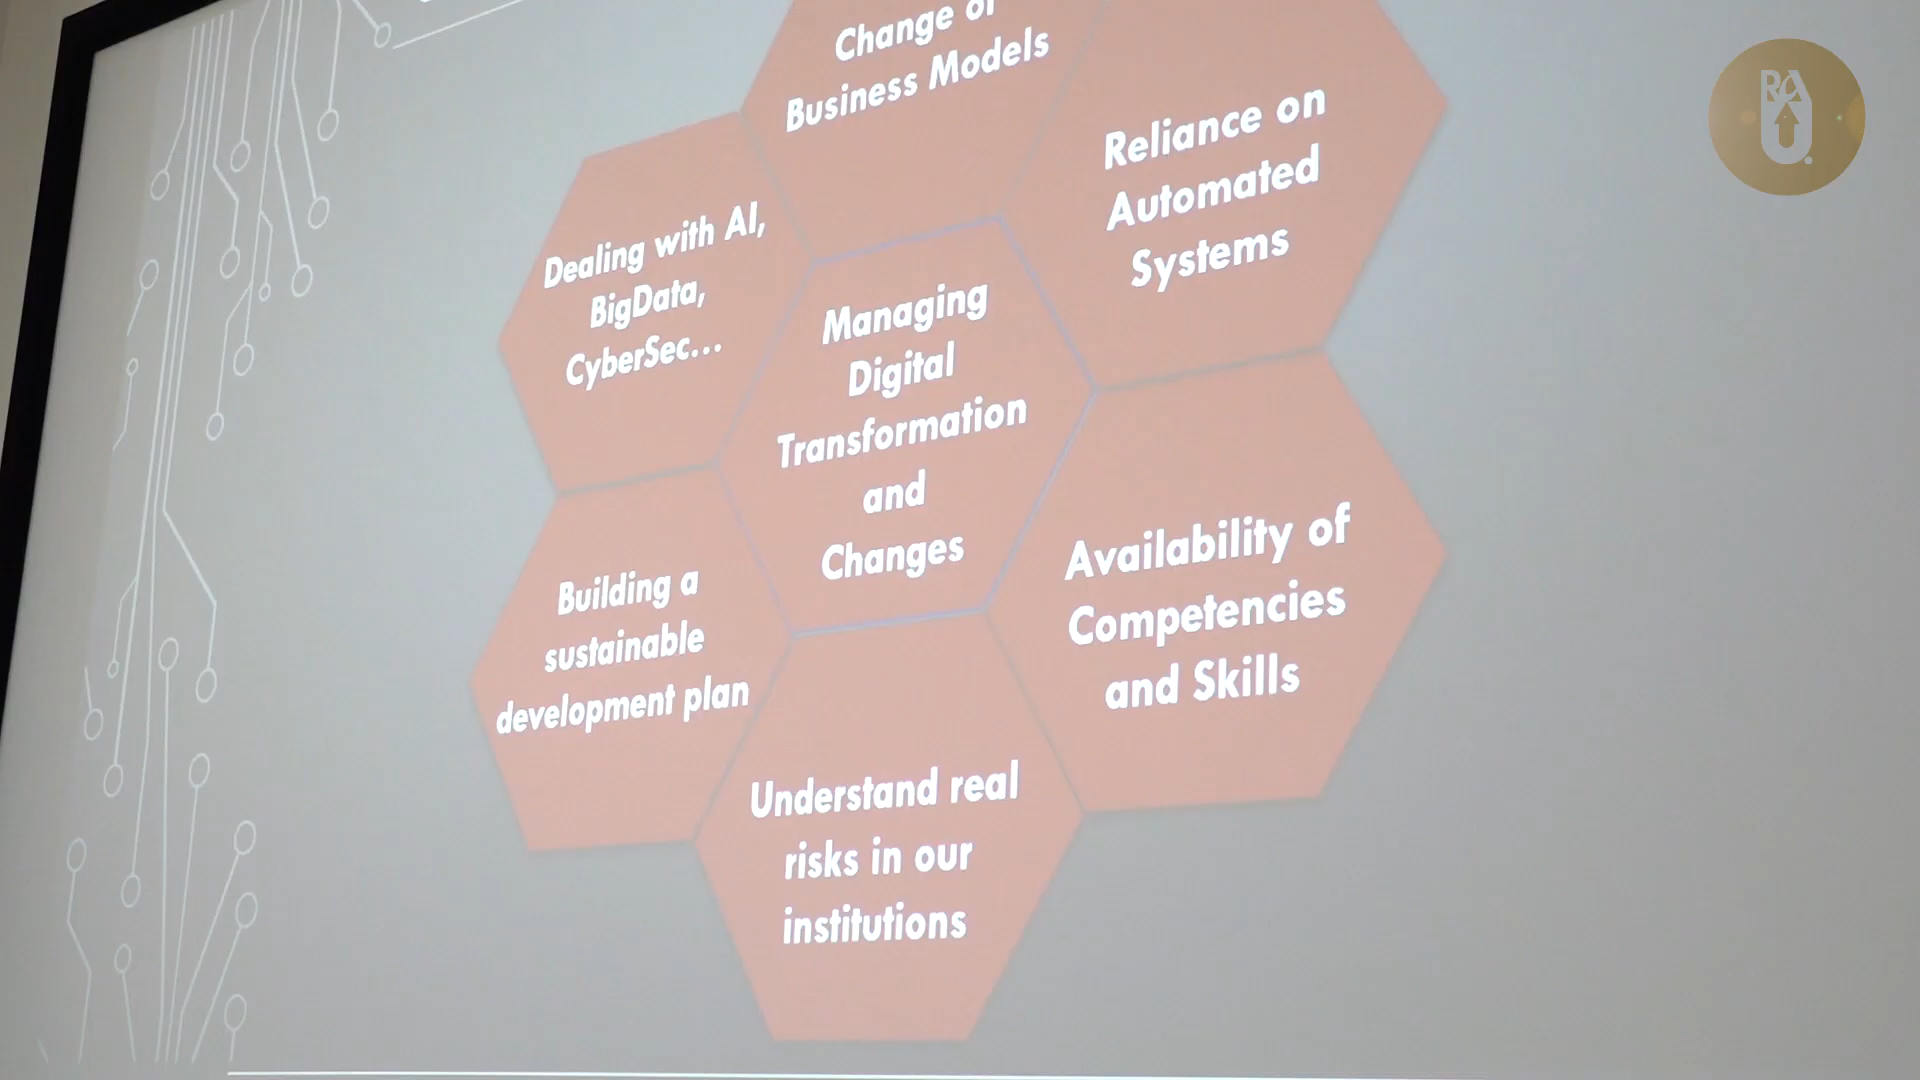 Change of
Business Models
Reliance on
Automated
Systems
Dealing with AI,
BigData,
CyberSec...
Managing
Digital
Transformation
and
Changes
Availability of
Competencies
and Skills
Building a
sustainable
development plan
Understand real
risks in our
institutions
RAU